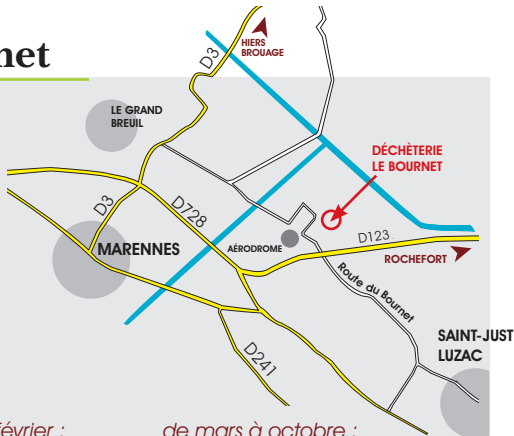 net
HIERS
BROUAGE
D3
LE GRAND
BREUIL
DÉCHÈTERIE
LE BOURNET
D3
D728
MARENNES
AÉRODROME
D123
ROCHEFORT
Route du Bournet
SAINT-JUST
LUZAC
D241
février :
de mars à octobre :